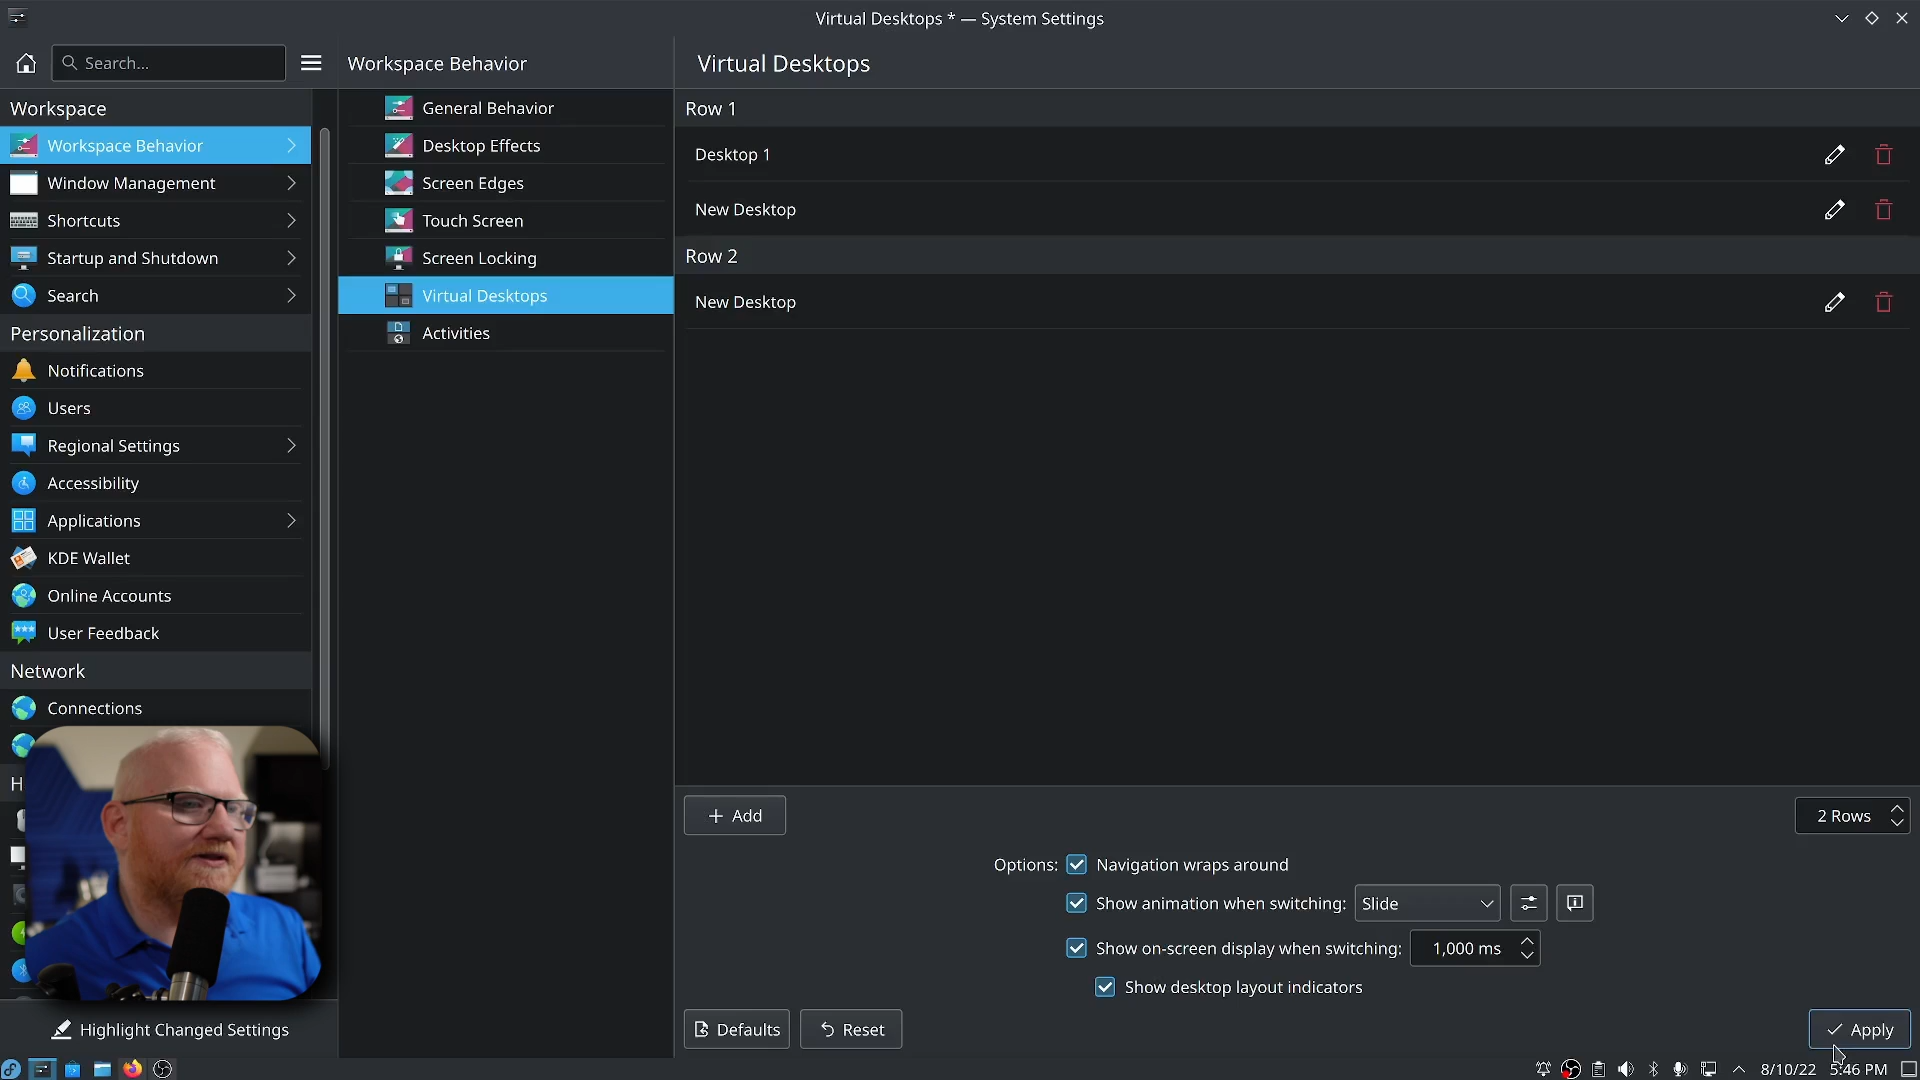 Virtual Desktops * — System Settings
Search...
Workspace Behavior
Virtual Desktops
Workspace
Workspace Behavior
Window Management
Shortcuts
Startup and Shutdown
Search
Personalization
Notifications
Users
Regional Settings
Accessibility
Applications
KDE Wallet
Online Accounts
User Feedback
Network
Connections
H
Highlight Changed Settings
General Behavior
Desktop Effects
Screen Edges
Touch Screen
Screen Locking
Virtual Desktops
Activities
Row 1
Desktop 1
New Desktop
Row 2
New Desktop
Add
2 Rows
Options: Navigation wraps around
Show animation when switching: Slide
Show on-screen display when switching: 1,000 ms
Show desktop layout indicators
Defaults
Reset
Apply
8/10/22 5:46 PM